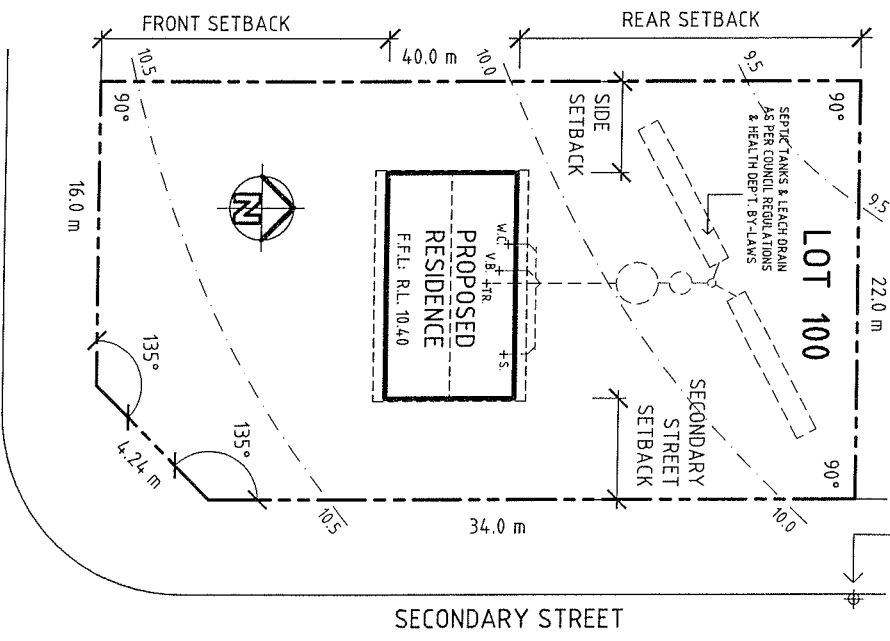 FRONT SETBACK
REAR SETBACK
10.5
40.0 m
10.0
9.5
90°
90°
SIDE
SETBACK
SEPTIC TANKS & LEACH DRAIN
AS PER COUNCIL REGULATIONS
& HEALTH DEP'T. BY-LAWS
9.5
LOT 100
22.0 m
16.0 m
N
W.C.
V.B.
TR.
S.
PROPOSED
RESIDENCE
F.F.L: R.L. 10.40
135°
135°
4.24 m
SECONDARY
STREET
SETBACK
90°
10.5
34.0 m
10.0
SECONDARY STREET